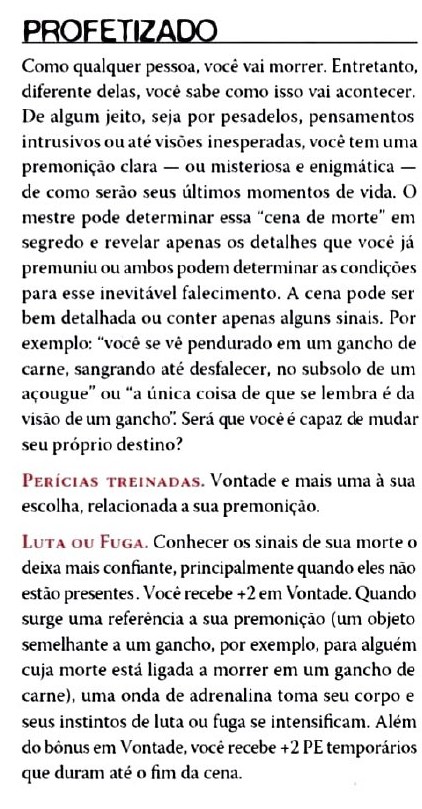 PROFETIZADO
Como qualquer pessoa, você vai morrer. Entretanto,
diferente delas, você sabe como isso vai acontecer.
De algum jeito, seja por pesadelos, pensamentos
intrusivos ou até visões inesperadas, você tem uma
premonição clara — ou misteriosa e enigmática —
de como serão seus últimos momentos de vida. O
mestre pode determinar essa “cena de morte” em
segredo e revelar apenas os detalhes que você já
premuniu ou ambos podem determinar as condições
para esse inevitável falecimento. A cena pode ser
bem detalhada ou conter apenas alguns sinais. Por
exemplo: “você se vê pendurado em um gancho de
carne, sangrando até desfalecer, no subsolo de um
açougue” ou “a única coisa de que se lembra é da
visão de um gancho”. Será que você é capaz de mudar
seu próprio destino?
PERÍCIAS TREINADAS. Vontade e mais uma à sua
escolha, relacionada a sua premonição.
LUTA OU FUGA. Conhecer os sinais de sua morte o
deixa mais confiante, principalmente quando eles não
estão presentes. Você recebe +2 em Vontade. Quando
surge uma referência a sua premonição (um objeto
semelhante a um gancho, por exemplo, para alguém
cuja morte está ligada a morrer em um gancho de
carne), uma onda de adrenalina toma seu corpo e
seus instintos de luta ou fuga se intensificam. Além
do bônus em Vontade, você recebe +2 PE temporários
que duram até o fim da cena.